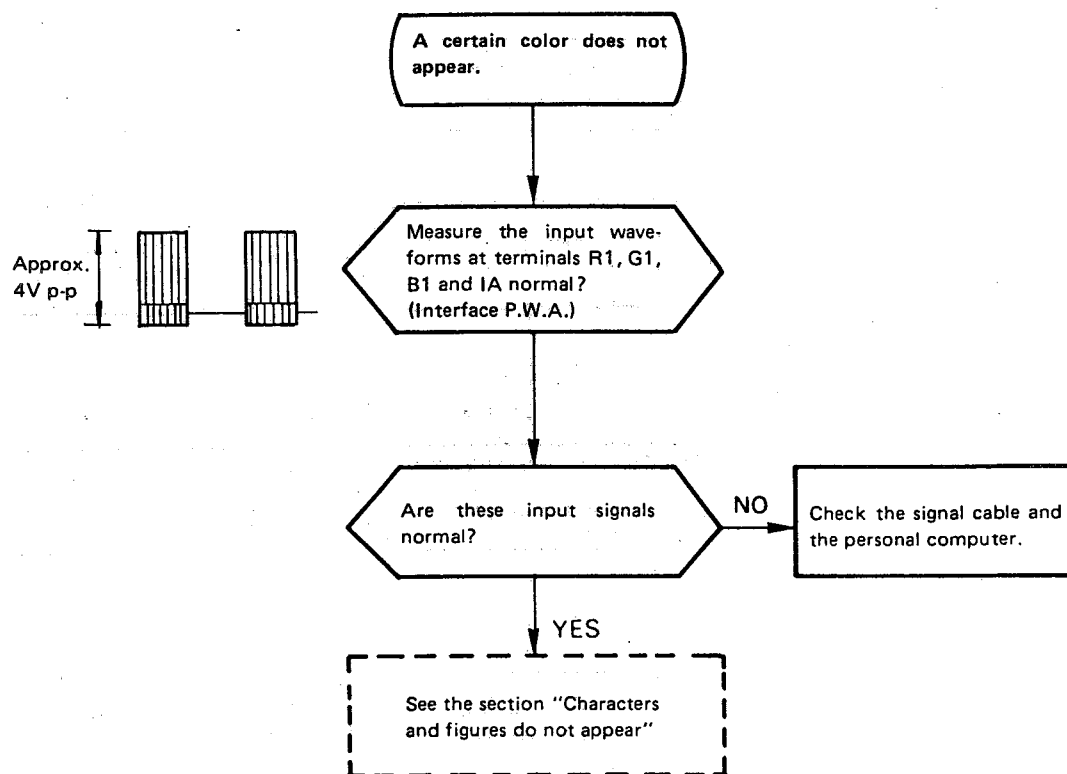 A certain color does not
appear.
Measure the input wave-
forms at terminals R1, G1,
B1 and IA normal?
(Interface P.W.A.)
Approx.
4V p-p
Are these input signals
normal?
NO
Check the signal cable and
the personal computer.
YES
See the section "Characters
and figures do not appear"